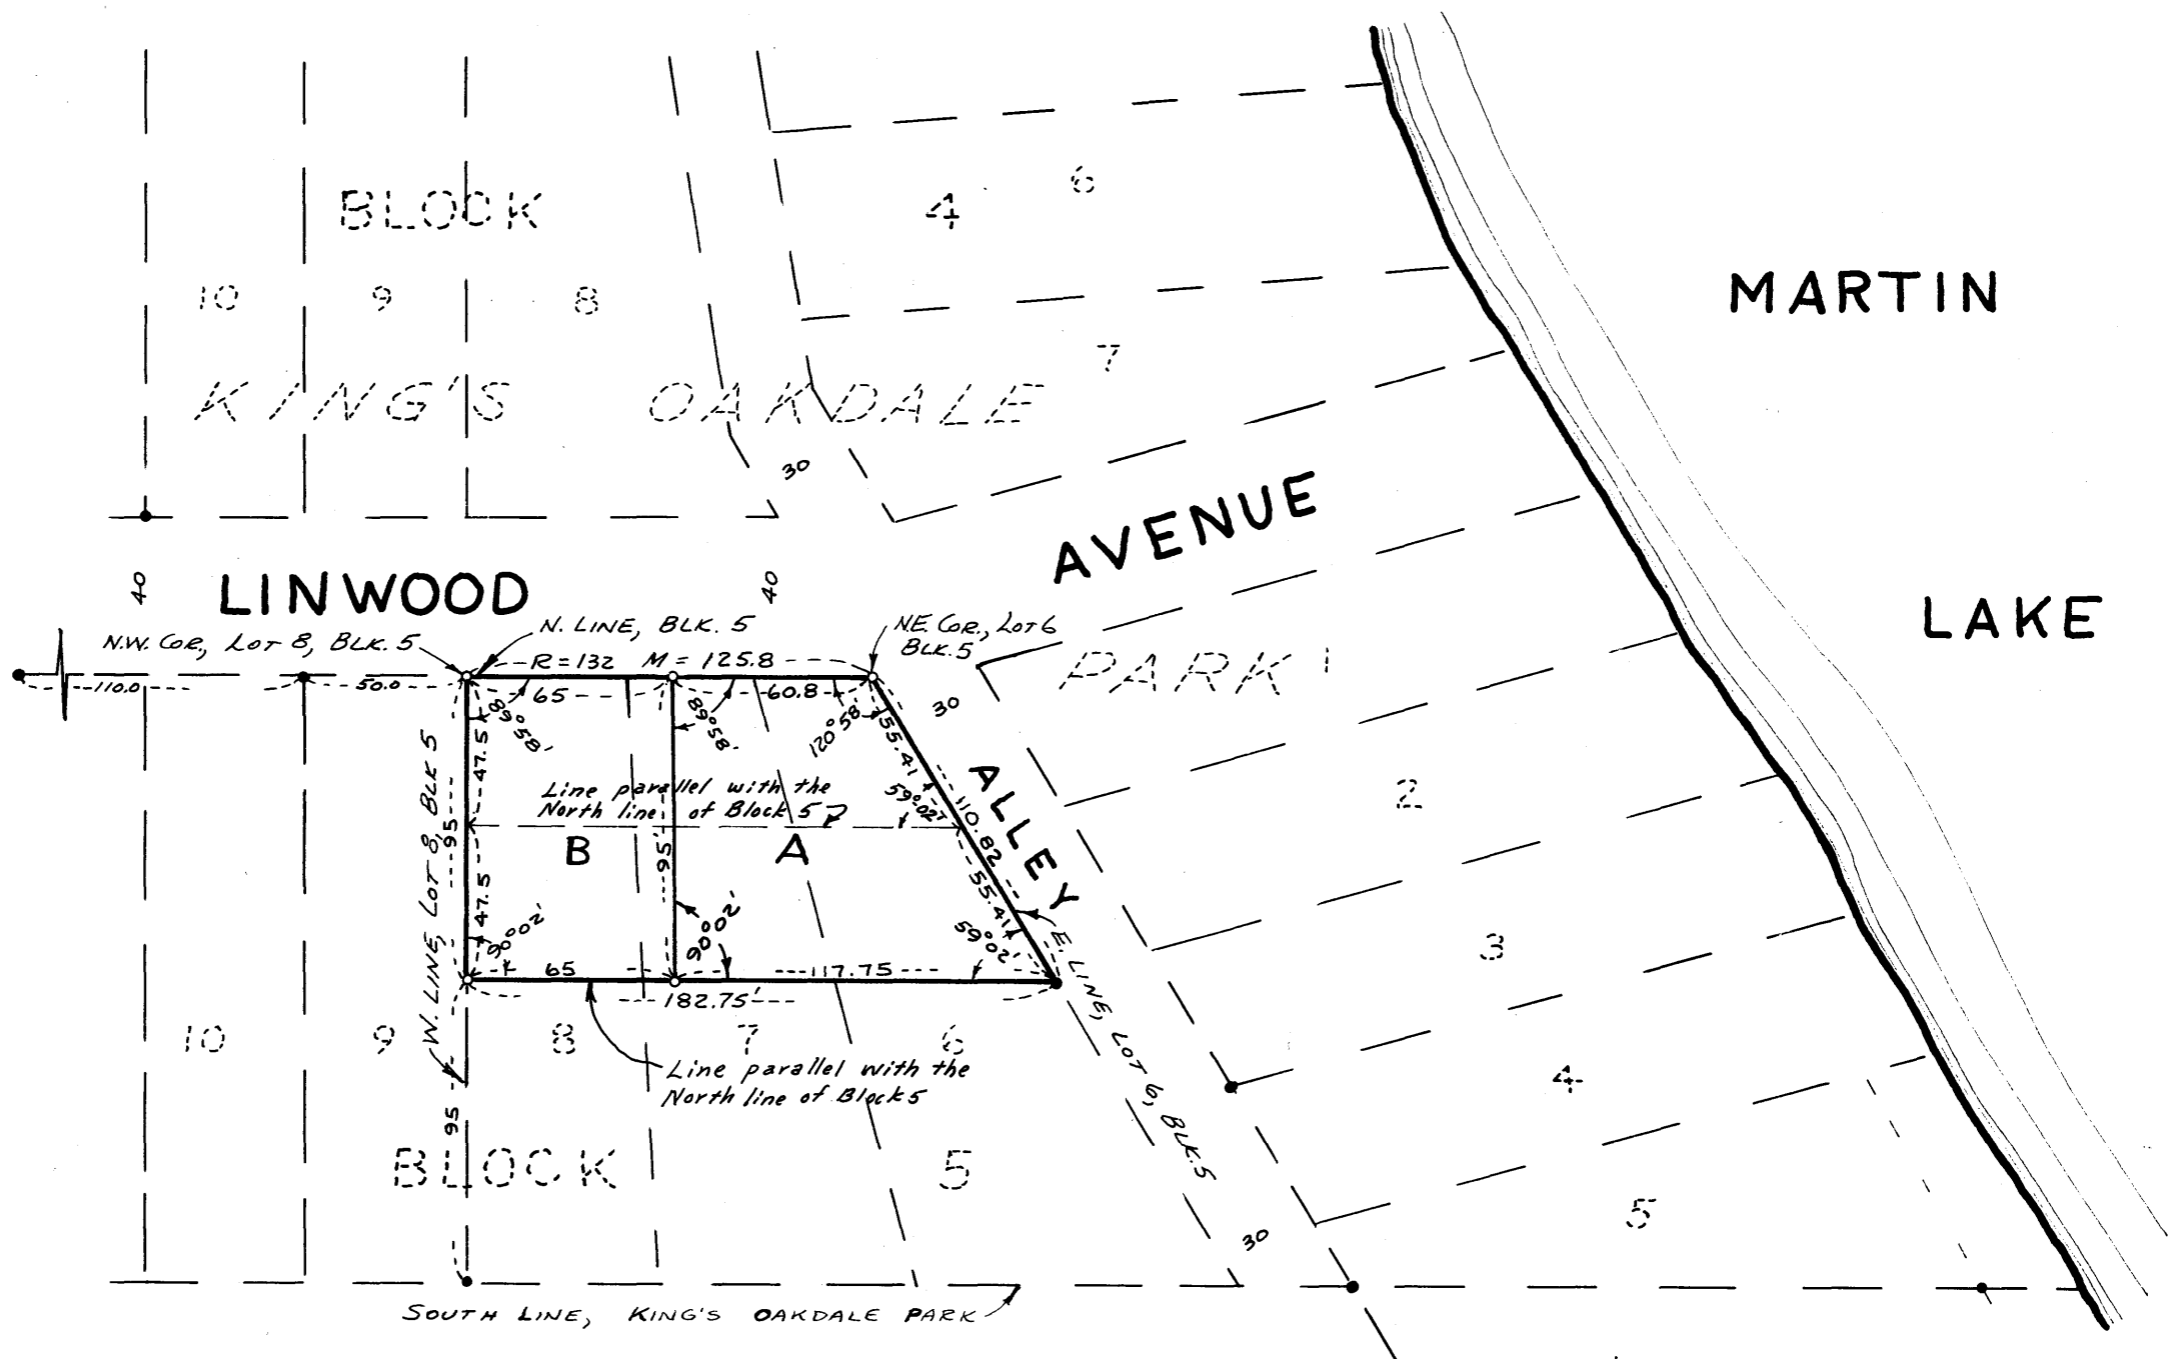 BLOCK 4 6
10 9 8
7
KING'S OAKDALE
30
AVENUE
MARTIN
LAKE
40 LINWOOD 40
N.W. COR., LOT 8, BLK. 5
N. LINE, BLK. 5
N.E. COR., LOT 6
BLK. 5
R=132 M=125.8
PARK 1
110.0 50.0 65 60.8
30
89°58' 89°58' 120°58'
47.5 55.41
W. LINE, LOT 8, BLK 5
95
Line parallel with the
North line of Block 5
59°02'
110.82
ALLEY
2
B 95' A
47.5 55.41
90°02' 90°02' 59°02'
65 117.75
182.75'
3
E. LINE, LOT 6, BLK. 5
10 9 8 7 6
Line parallel with the
North line of Block 5
4
95
BLOCK 5
5
30
SOUTH LINE, KING'S OAKDALE PARK